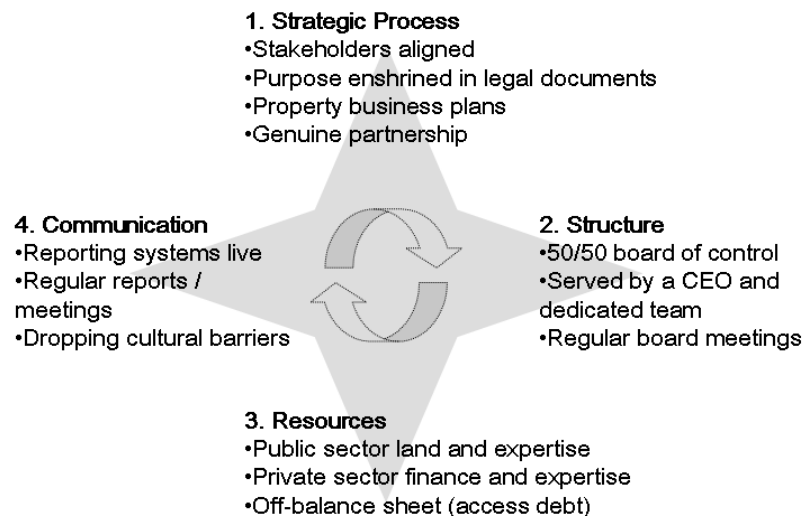 1. Strategic Process
•Stakeholders aligned
•Purpose enshrined in legal documents
•Property business plans
•Genuine partnership
4. Communication
•Reporting systems live
•Regular reports /
meetings
•Dropping cultural barriers
2. Structure
•50/50 board of control
•Served by a CEO and
dedicated team
•Regular board meetings
3. Resources
•Public sector land and expertise
•Private sector finance and expertise
•Off-balance sheet (access debt)